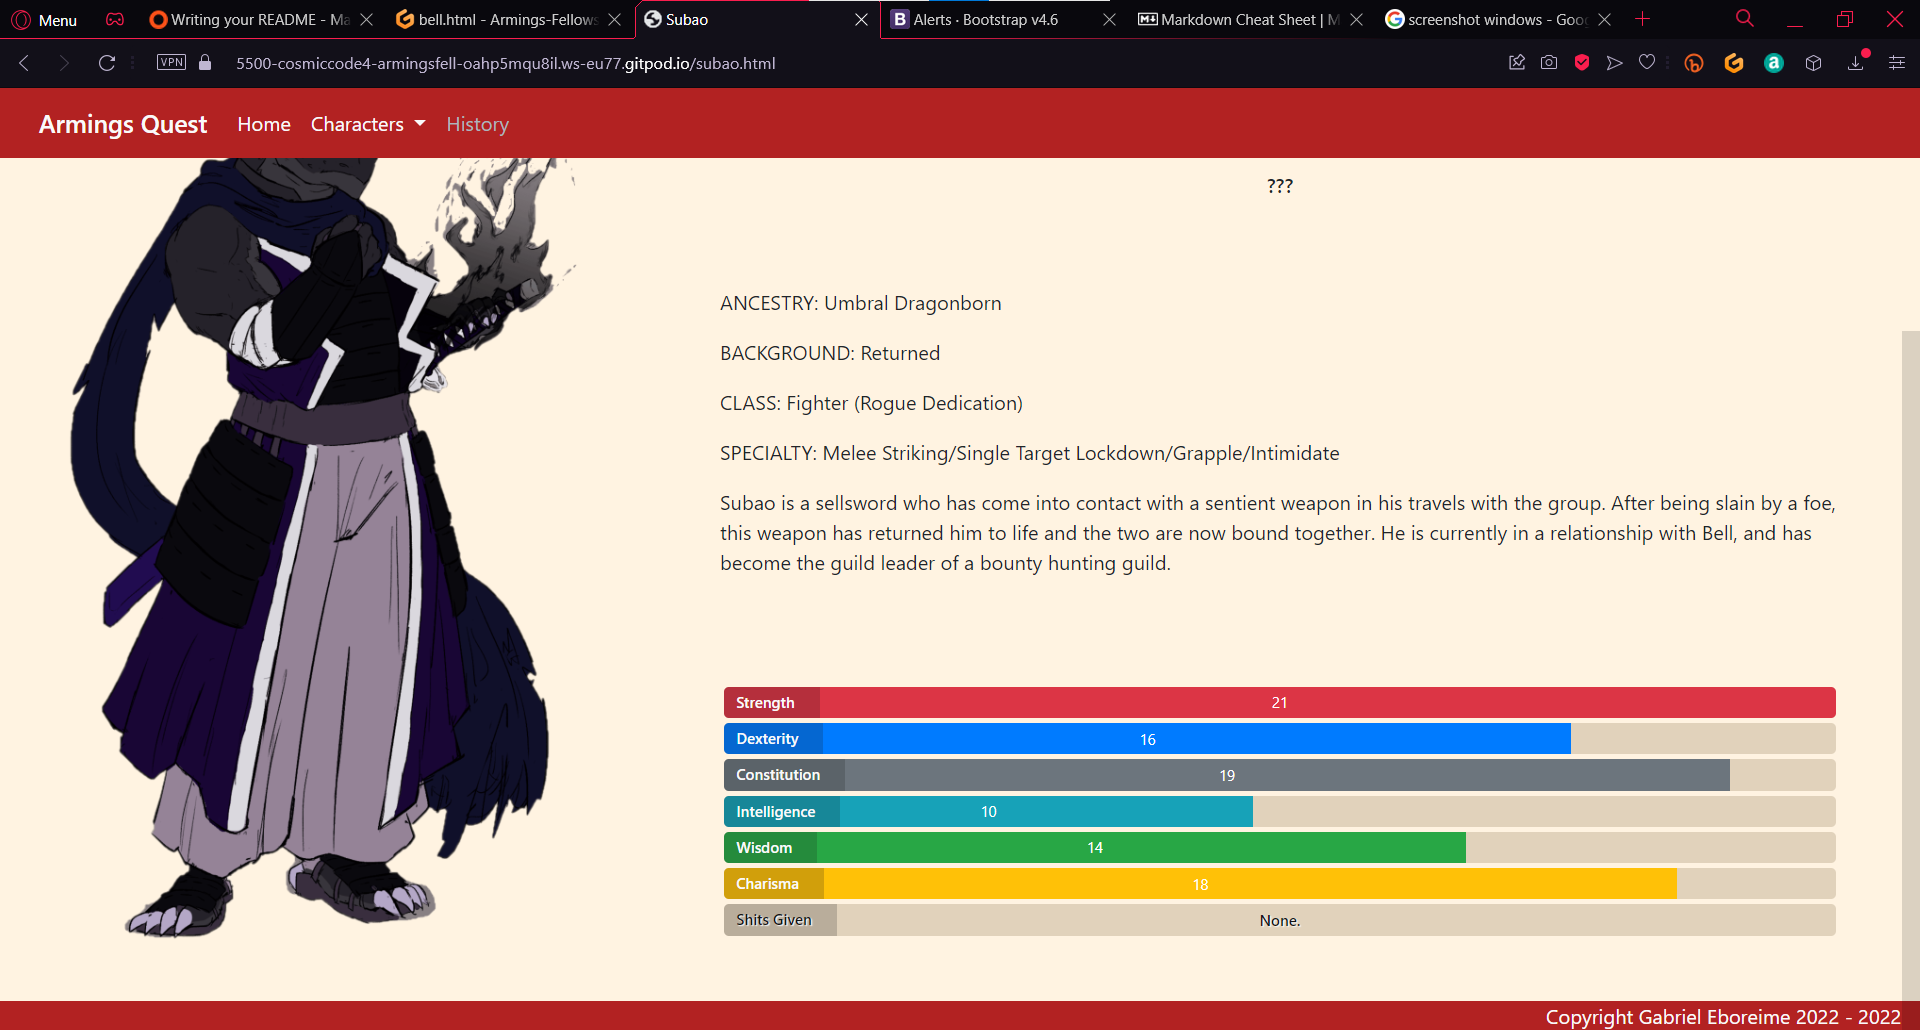 Menu
Writing your README - Ma
bell.html - Armings-Fellows
Subao
Alerts · Bootstrap v4.6
Markdown Cheat Sheet | M
screenshot windows - Goo
VPN
5500-cosmiccode4-armingsfell-oahp5mqu8il.ws-eu77.gitpod.io/subao.html
Armings Quest
Home
Characters
History
???
ANCESTRY: Umbral Dragonborn
BACKGROUND: Returned
CLASS: Fighter (Rogue Dedication)
SPECIALTY: Melee Striking/Single Target Lockdown/Grapple/Intimidate
Subao is a sellsword who has come into contact with a sentient weapon in his travels with the group. After being slain by a foe,
this weapon has returned him to life and the two are now bound together. He is currently in a relationship with Bell, and has
become the guild leader of a bounty hunting guild.
Strength 21
Dexterity 16
Constitution 19
Intelligence 10
Wisdom 14
Charisma 18
Shits Given None.
Copyright Gabriel Eboreime 2022 - 2022